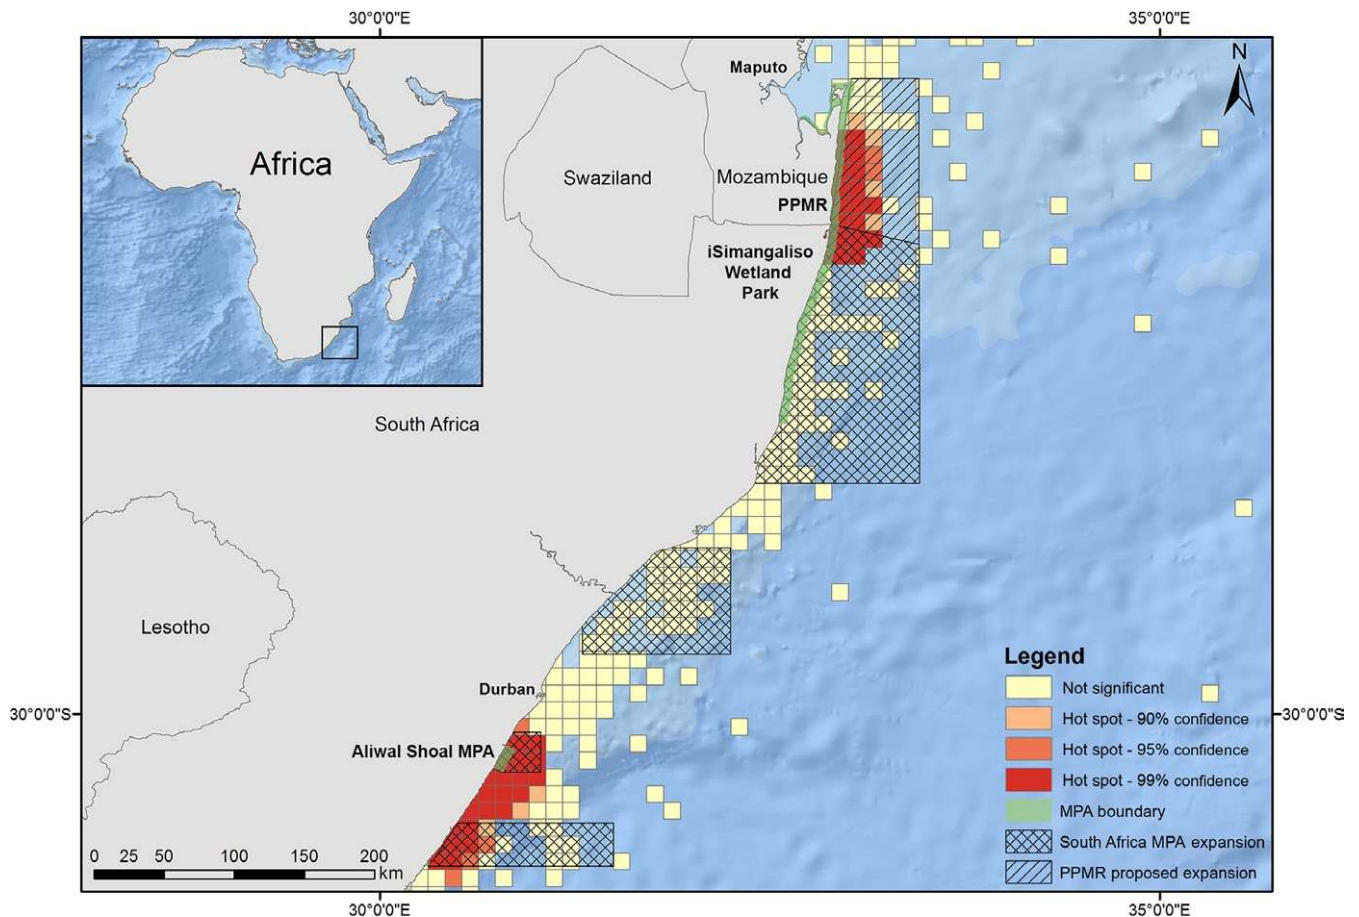 30°0'0"E
35°0'0"E
N
Maputo
Africa
Swaziland
Mozambique
PPMR
iSimangaliso
Wetland
Park
South Africa
Lesotho
Durban
30°0'0"S
30°0'0"S
Aliwal Shoal MPA
Legend
Not significant
Hot spot - 90% confidence
Hot spot - 95% confidence
Hot spot - 99% confidence
MPA boundary
South Africa MPA expansion
PPMR proposed expansion
0 25 50 100 150 200
km
30°0'0"E
35°0'0"E